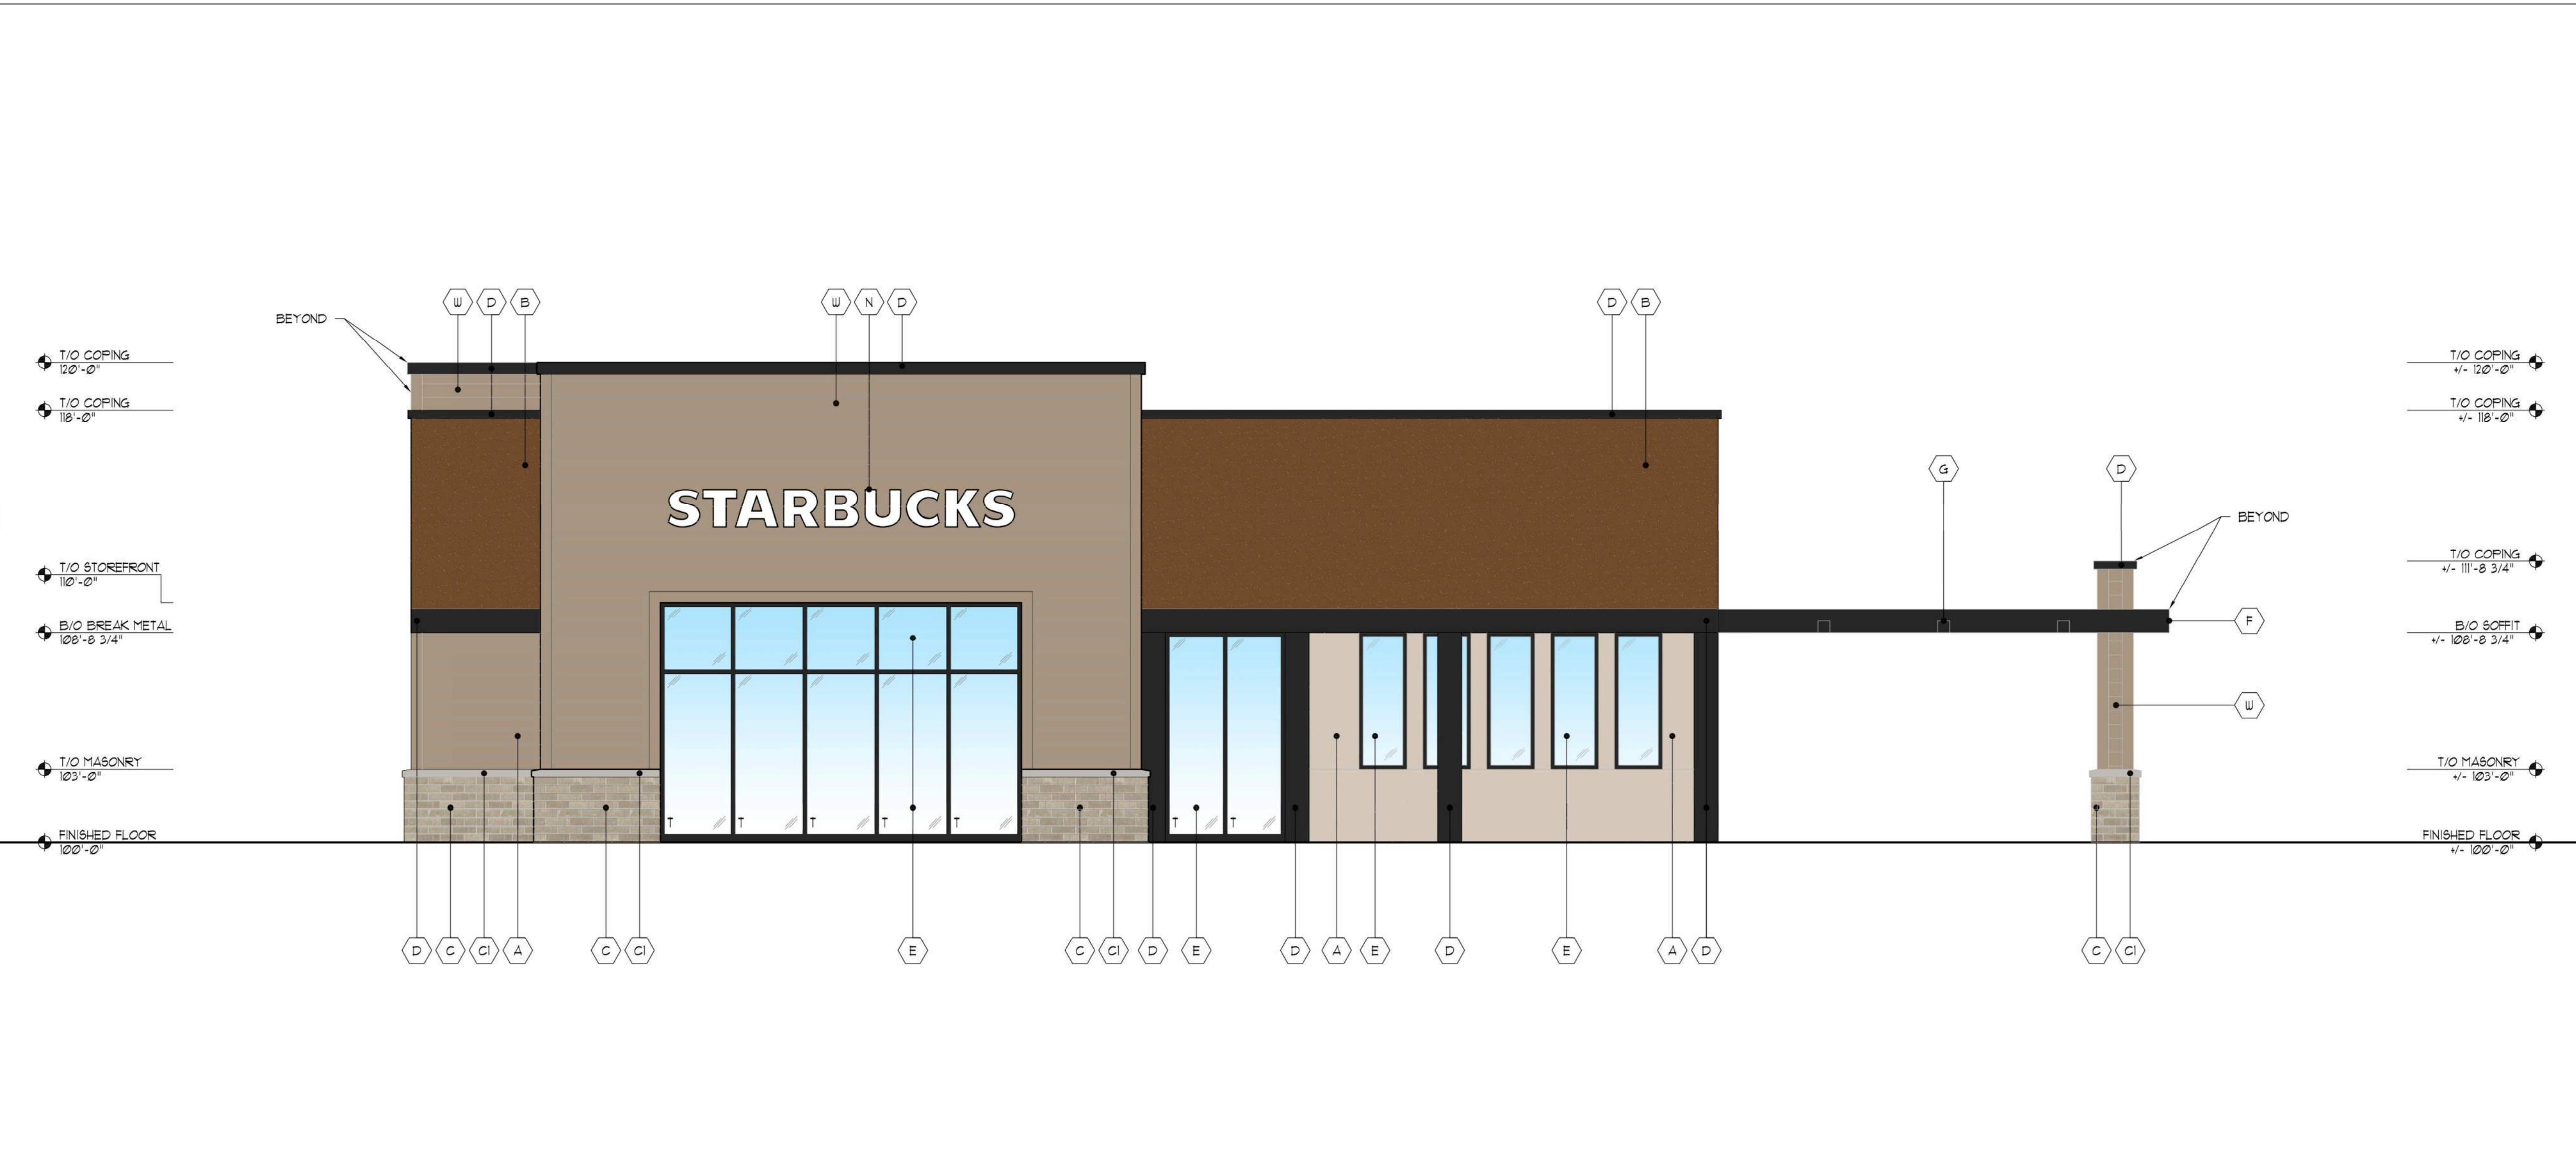 W D B W N D D B
BEYOND
T/O COPING
120'-0"
T/O COPING
+/- 120'-0"
T/O COPING
118'-0"
T/O COPING
+/- 118'-0"
G D
STARBUCKS
BEYOND
T/O STOREFRONT
110'-0"
T/O COPING
+/- 111'-8 3/4"
B/O BREAK METAL
108'-8 3/4"
F
B/O SOFFIT
+/- 108'-8 3/4"
W
T/O MASONRY
103'-0"
T/O MASONRY
+/- 103'-0"
T T T T T T T
FINISHED FLOOR
100'-0"
FINISHED FLOOR
+/- 100'-0"
D C C1 A C C1 E C C1 D E D A E D E A D C C1